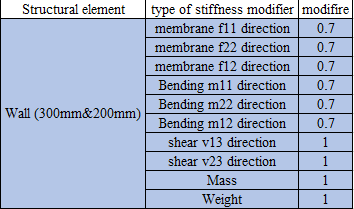 Structural element type of stiffness modifier modifire
Wall (300mm&200mm)
membrane f11 direction 0.7
membrane f22 direction 0.7
membrane f12 direction 0.7
Bending m11 direction 0.7
Bending m22 direction 0.7
Bending m12 direction 0.7
shear v13 direction 1
shear v23 direction 1
Mass 1
Weight 1